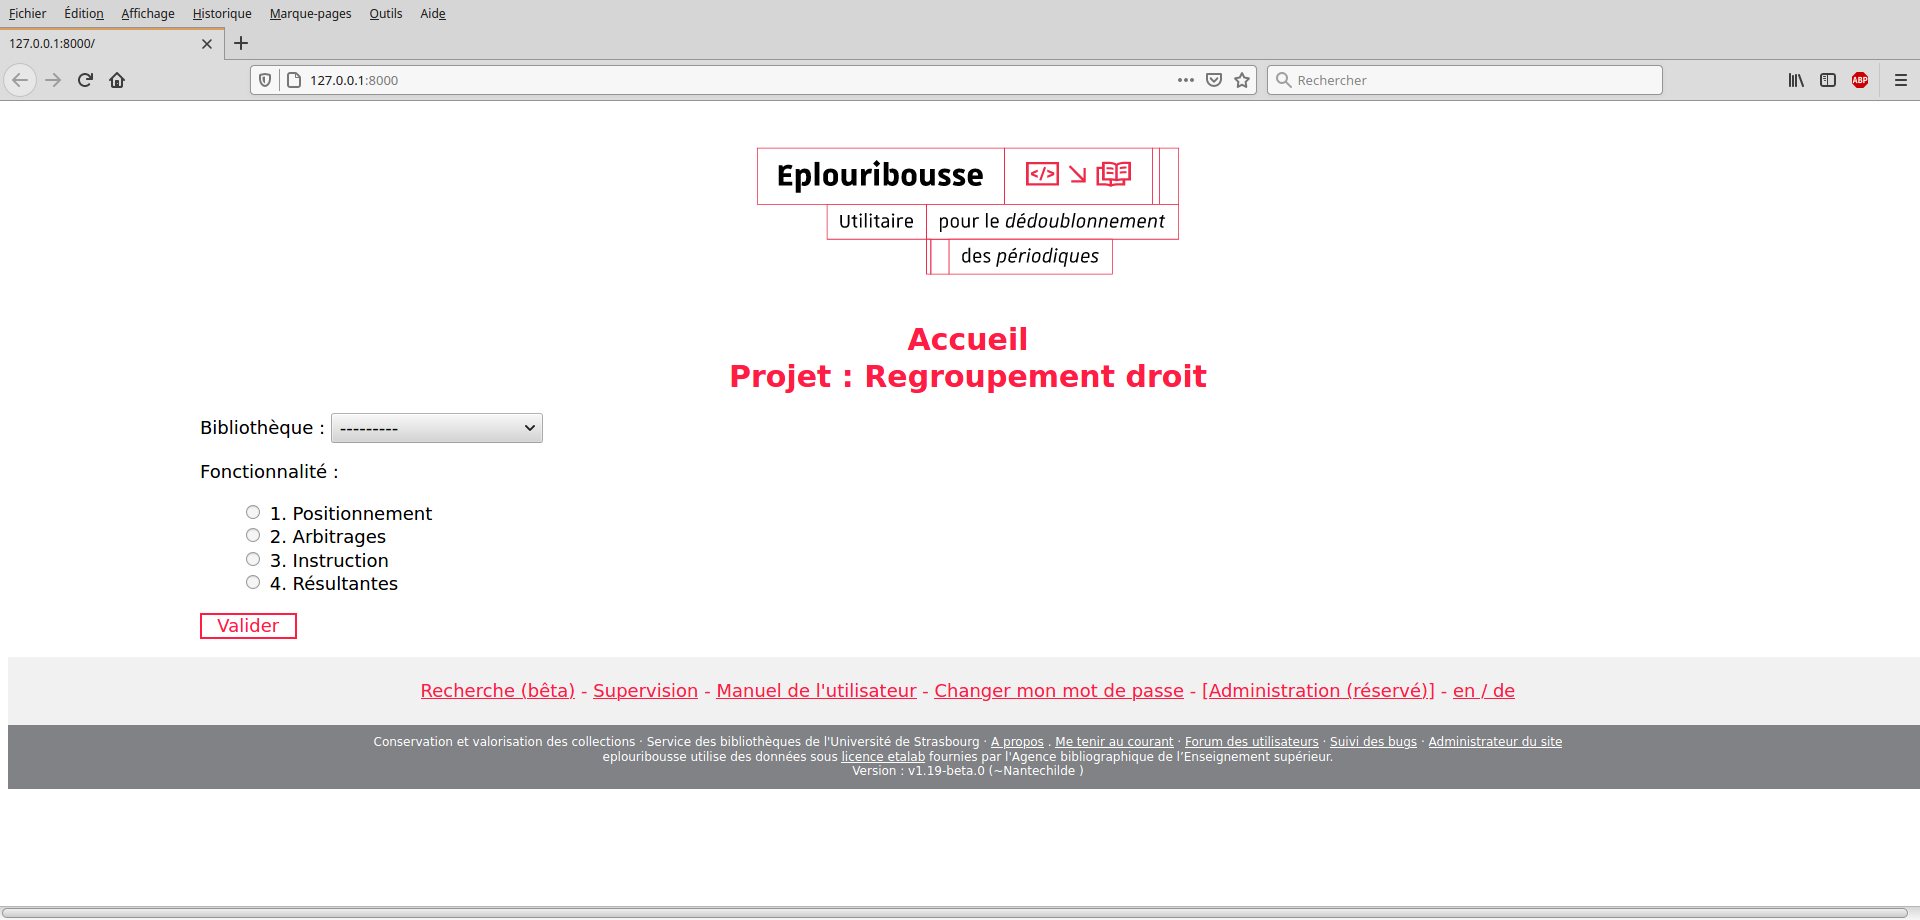 Fichier Édition Affichage Historique Marque-pages Outils Aide
127.0.0.1:8000/
127.0.0.1:8000 Rechercher ABP
Eplouribousse </>
Utilitaire pour le dédoublonnement
des périodiques
Accueil
Projet : Regroupement droit
Bibliothèque : ---------
Fonctionnalité :
1. Positionnement
2. Arbitrages
3. Instruction
4. Résultantes
Valider
Recherche (bêta) - Supervision - Manuel de l'utilisateur - Changer mon mot de passe - [Administration (réservé)] - en / de
Conservation et valorisation des collections · Service des bibliothèques de l'Université de Strasbourg · A propos . Me tenir au courant · Forum des utilisateurs · Suivi des bugs · Administrateur du site
eplouribousse utilise des données sous licence etalab fournies par l'Agence bibliographique de l’Enseignement supérieur.
Version : v1.19-beta.0 (~Nantechilde )